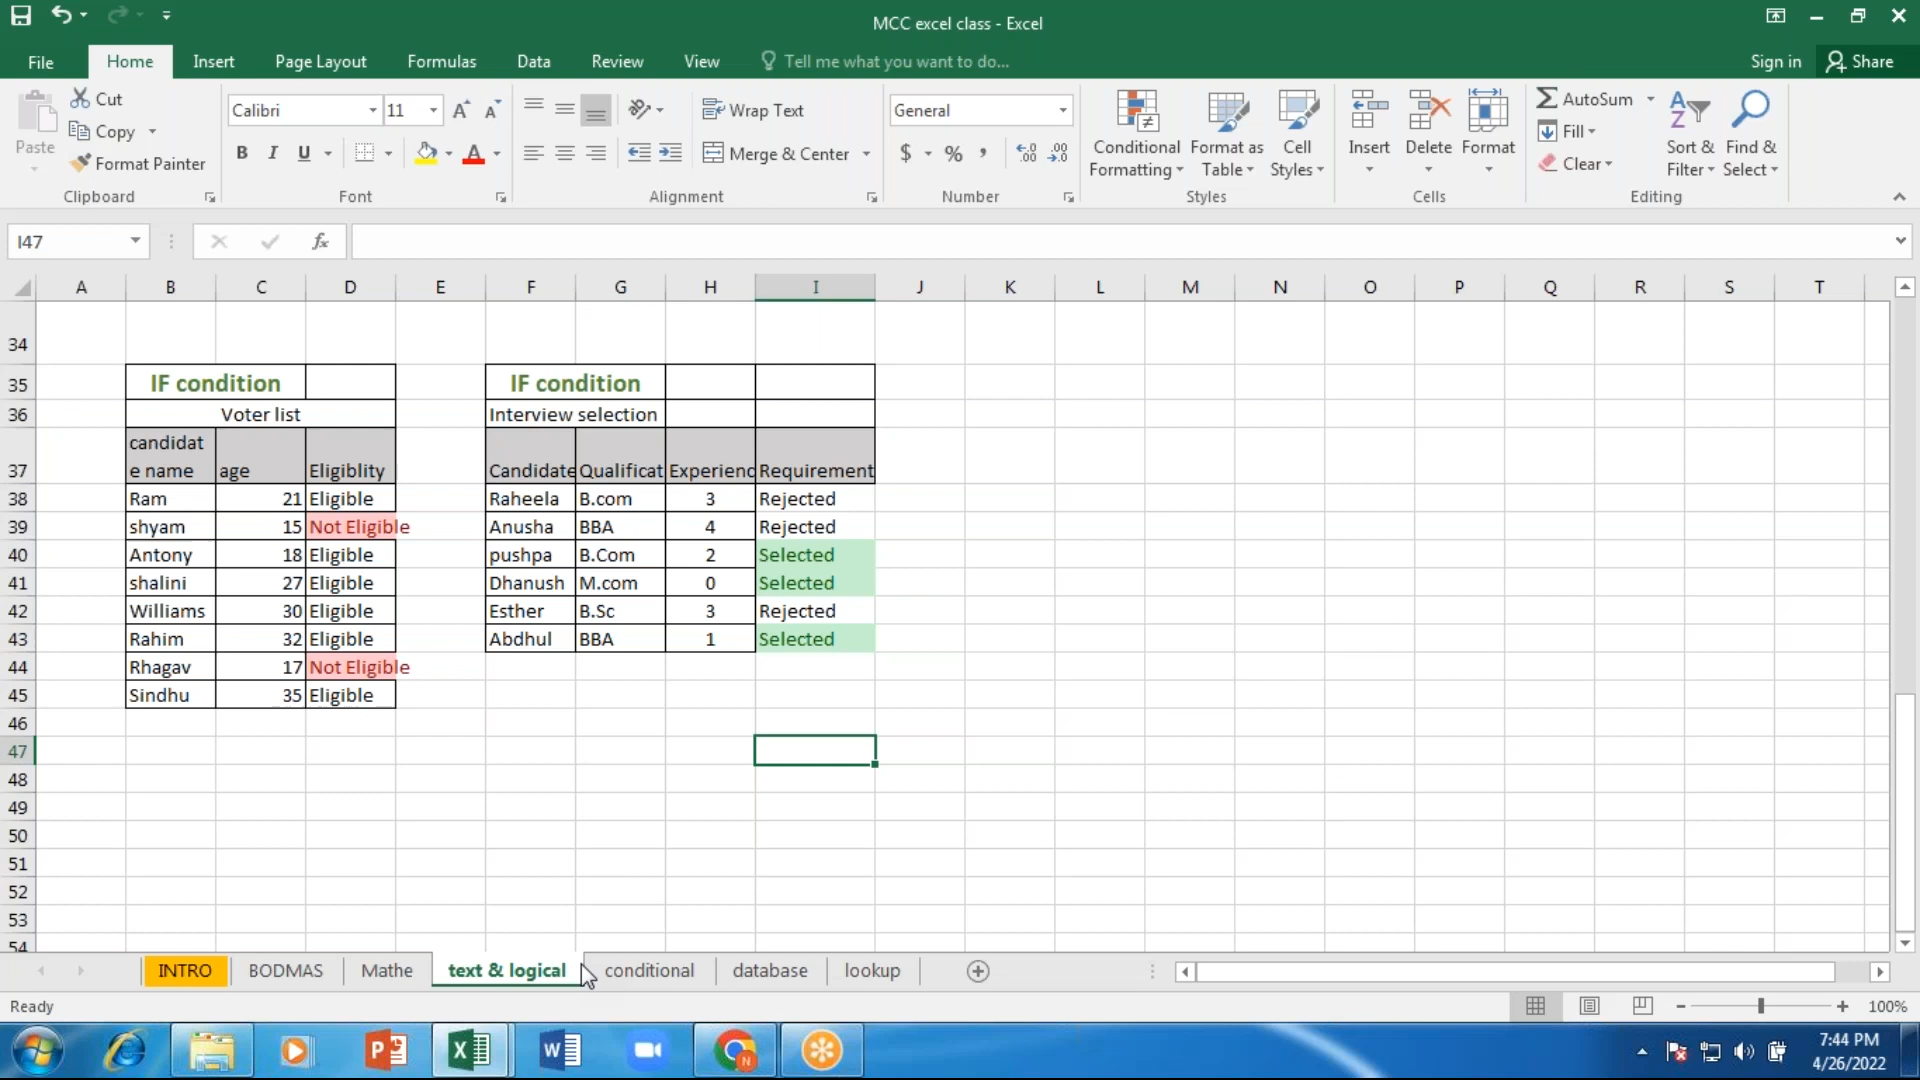 MCC excel class - Excel
File Home Insert Page Layout Formulas Data Review View Tell me what you want to do... Sign in Share
Paste Cut Copy Format Painter Clipboard
Calibri 11 A A B I U A Font
Wrap Text Merge & Center Alignment
General $ % , .00 Number
Conditional Formatting Format as Table Cell Styles Styles
Insert Delete Format Cells
AutoSum Fill Clear Sort & Filter Find & Select Editing
I47 fx
A B C D E F G H I J K L M N O P Q R S T
34
35 IF condition IF condition
36 Voter list Interview selection
37 candidat e name age Eligiblity Candidate Qualificat Experienc Requirement
38 Ram 21 Eligible Raheela B.com 3 Rejected
39 shyam 15 Not Eligible Anusha BBA 4 Rejected
40 Antony 18 Eligible pushpa B.Com 2 Selected
41 shalini 27 Eligible Dhanush M.com 0 Selected
42 Williams 30 Eligible Esther B.Sc 3 Rejected
43 Rahim 32 Eligible Abdhul BBA 1 Selected
44 Rhagav 17 Not Eligible
45 Sindhu 35 Eligible
46
47
48
49
50
51
52
53
54
INTRO BODMAS Mathe text & logical conditional database lookup
Ready 100%
7:44 PM
4/26/2022